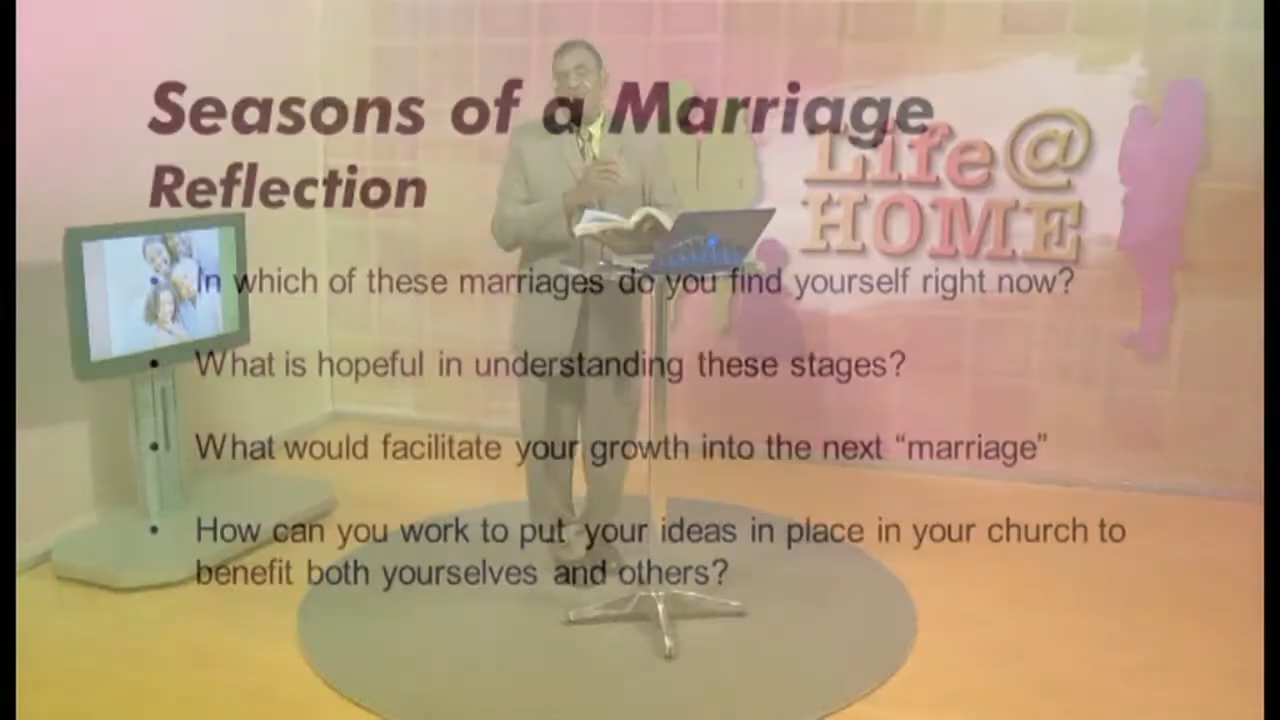 Seasons of a Marriage
Reflection
Life@
HOME
• In which of these marriages do you find yourself right now?
• What is hopeful in understanding these stages?
• What would facilitate your growth into the next “marriage”
• How can you work to put your ideas in place in your church to
benefit both yourselves and others?